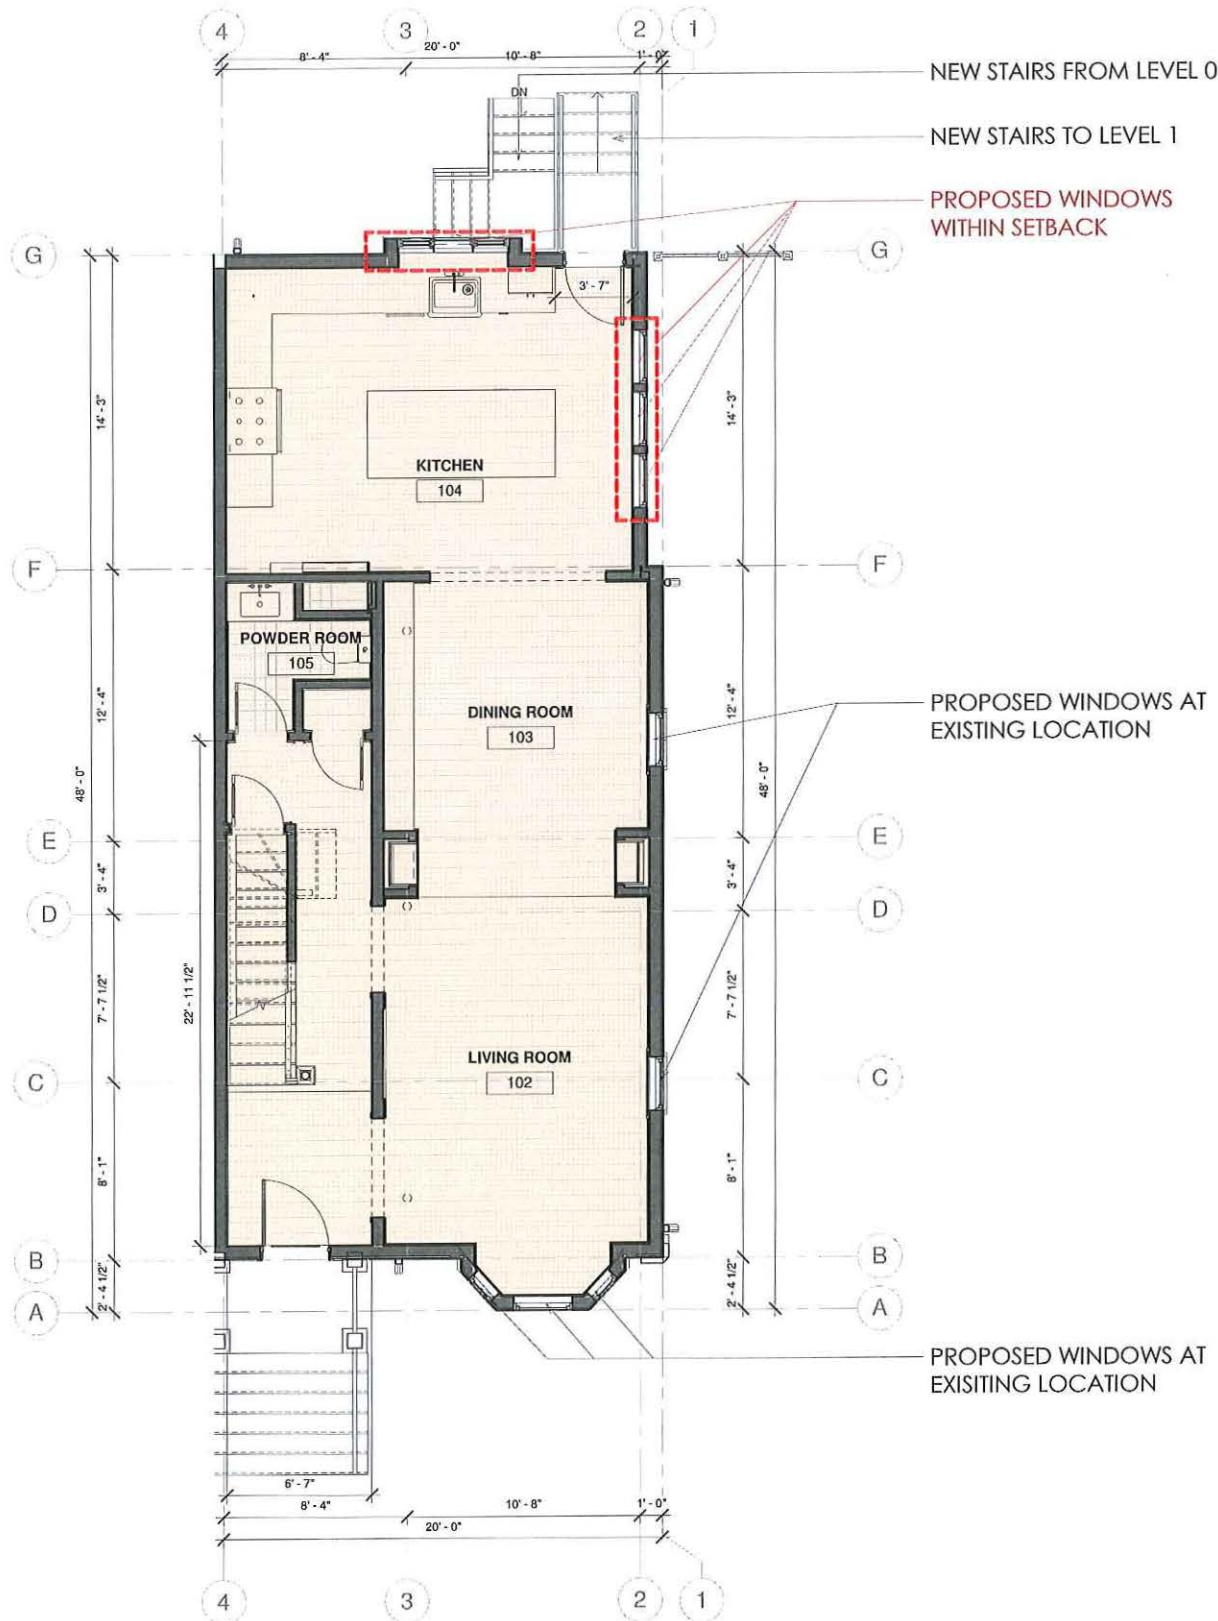 4
3
2
1
20' - 0"
8' - 4"
10' - 8"
1' - 0"
NEW STAIRS FROM LEVEL 0
DN
NEW STAIRS TO LEVEL 1
PROPOSED WINDOWS
WITHIN SETBACK
G
G
3' - 7"
14' - 3"
14' - 3"
KITCHEN
104
F
F
POWDER ROOM
105
12' - 4"
12' - 4"
DINING ROOM
103
PROPOSED WINDOWS AT
EXISTING LOCATION
48' - 0"
48' - 0"
E
E
3' - 4"
3' - 4"
D
D
22' - 11 1/2"
7' - 7 1/2"
7' - 7 1/2"
LIVING ROOM
102
C
C
8' - 1"
8' - 1"
B
B
2' - 4 1/2"
2' - 4 1/2"
A
A
PROPOSED WINDOWS AT
EXISITING LOCATION
6' - 7"
8' - 4"
10' - 8"
1' - 0"
20' - 0"
4
3
2
1